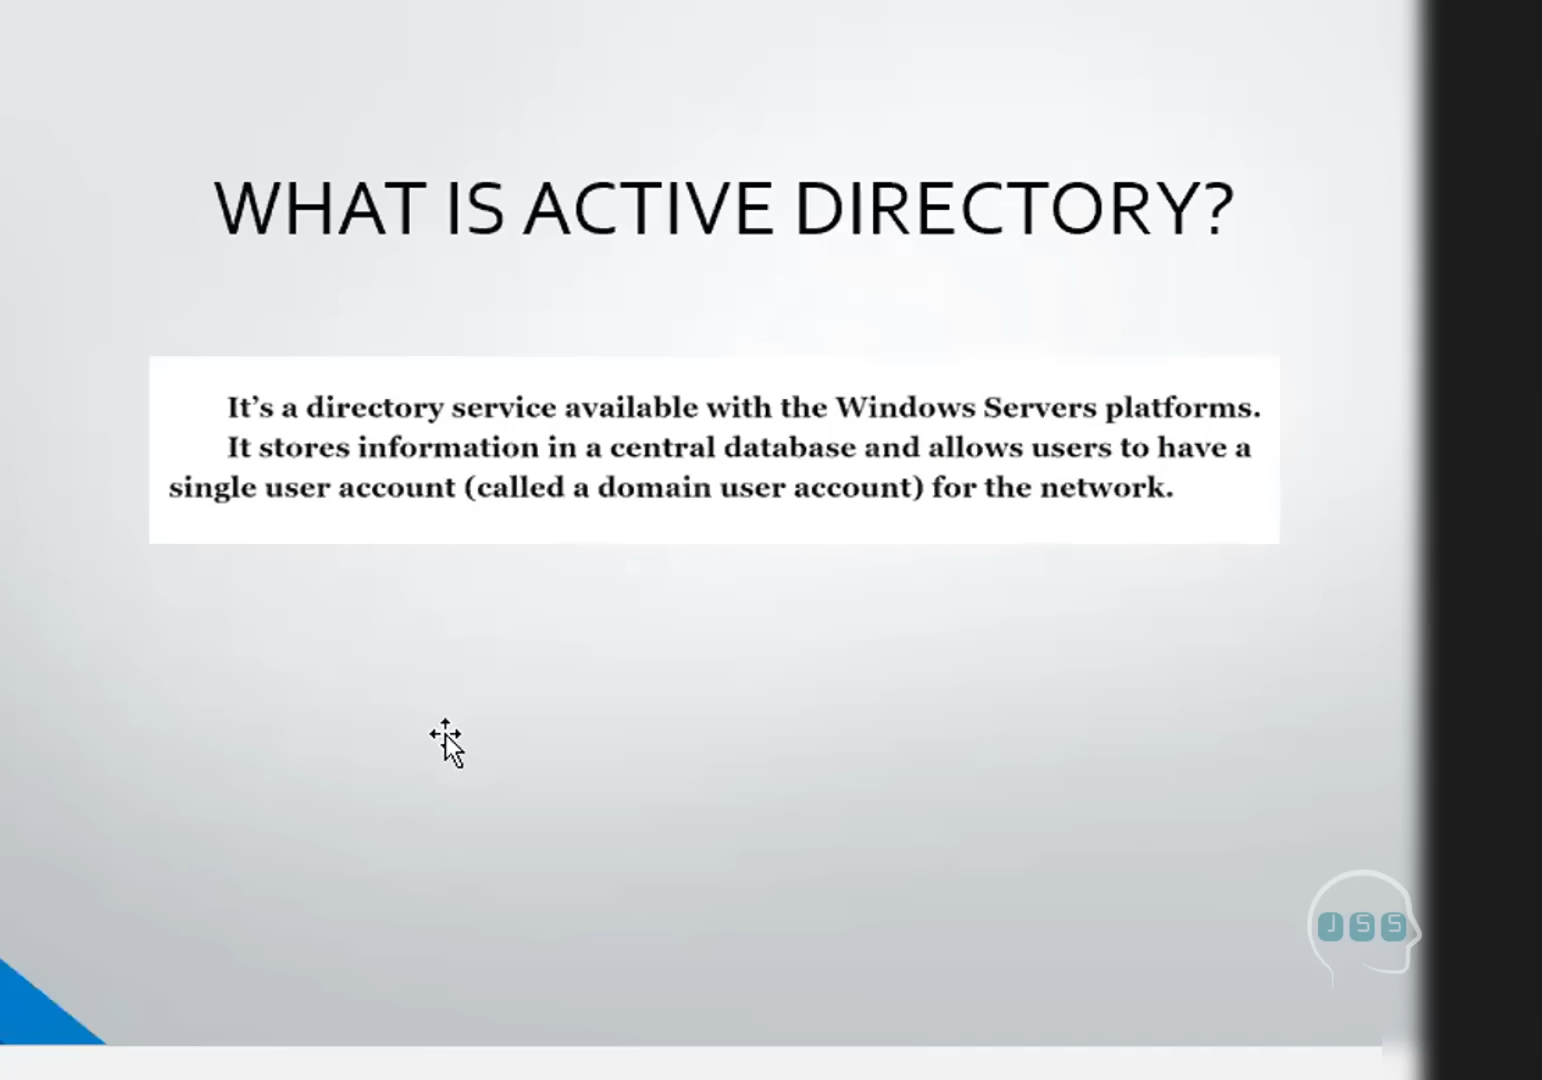 WHAT IS ACTIVE DIRECTORY?
It’s a directory service available with the Windows Servers platforms.
It stores information in a central database and allows users to have a
single user account (called a domain user account) for the network.
JSS